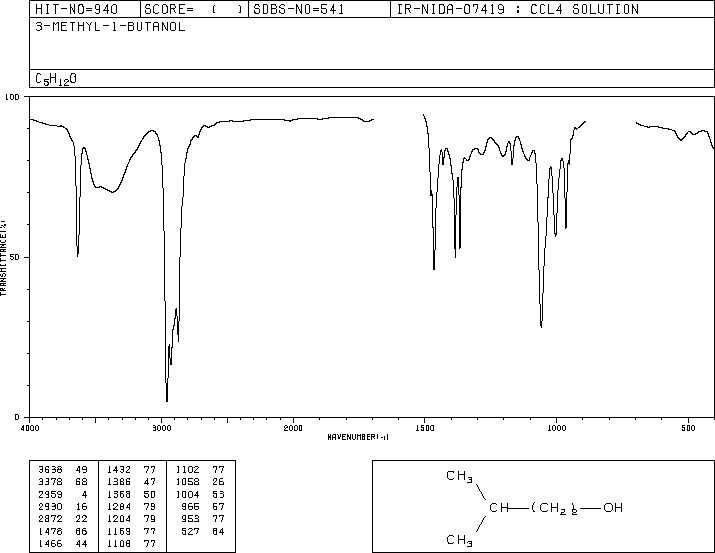 HIT-NO=940 SCORE= ( ) SDBS-NO=541 IR-NIDA-07419 : CCL4 SOLUTION
3-METHYL-1-BUTANOL
C5H12O
100
50
0
TRANSMITTANCE(%)
4000 3000 2000 1500 1000 500
WAVENUMBER(-1)
3638 49 1432 77 1102 77
3378 68 1386 47 1058 26
2959 4 1368 50 1004 53
2930 16 1284 79 966 67
2872 22 1204 79 953 77
1478 66 1169 77 527 84
1466 44 1108 77
CH3
CH—(CH2)2—OH
CH3